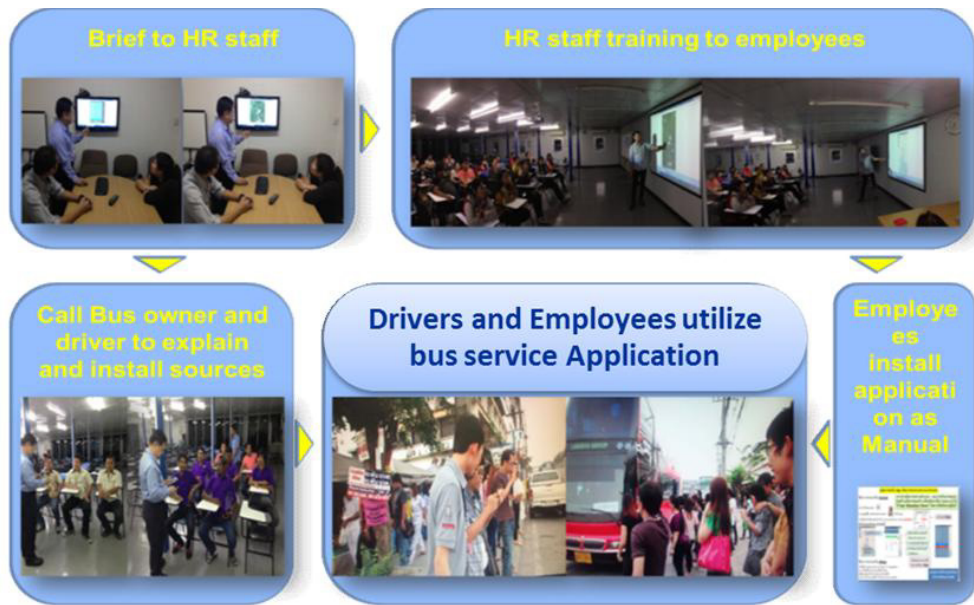 Brief to HR staff
HR staff training to employees
Call Bus owner and
driver to explain
and install sources
Drivers and Employees utilize
bus service Application
Employe
es
install
applicati
on as
Manual